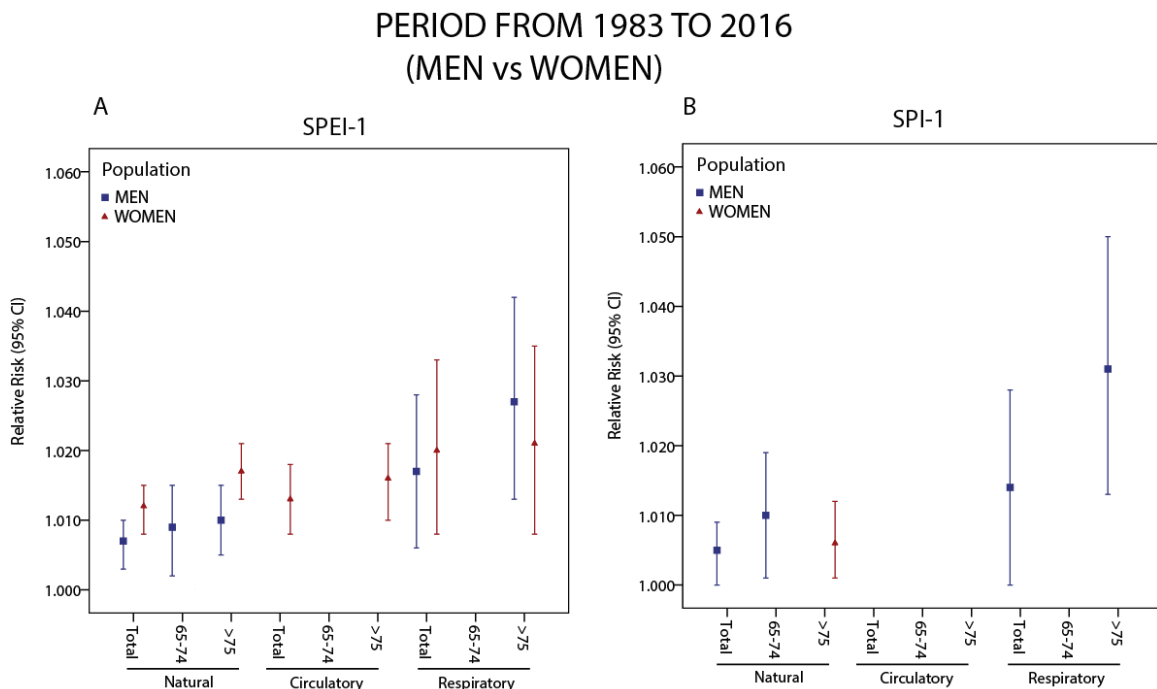 PERIOD FROM 1983 TO 2016
(MEN vs WOMEN)
A
SPEI-1
Population
MEN
WOMEN
Relative Risk (95% CI)
1.060
1.050
1.040
1.030
1.020
1.010
1.000
Total
65-74
>75
Total
65-74
>75
Total
65-74
>75
Natural
Circulatory
Respiratory
B
SPI-1
Population
MEN
WOMEN
Relative Risk (95% CI)
1.060
1.050
1.040
1.030
1.020
1.010
1.000
Total
65-74
>75
Total
65-74
>75
Total
65-74
>75
Natural
Circulatory
Respiratory